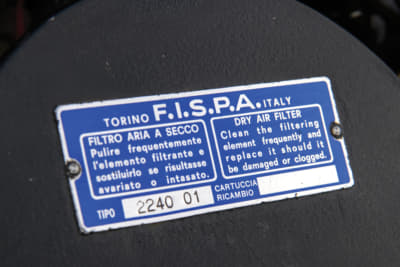 TORINO F.I.S.P.A. ITALY
FILTRO ARIA A SECCO
Pulire frequentemente
l'elemento filtrante e
sostituirlo se risultasse
avariato o intasato.
DRY AIR FILTER
Clean the filtering
element frequently and
replace it should it
be damaged or clogged.
TIPO 2240 01
CARTUCCIA
RICAMBIO